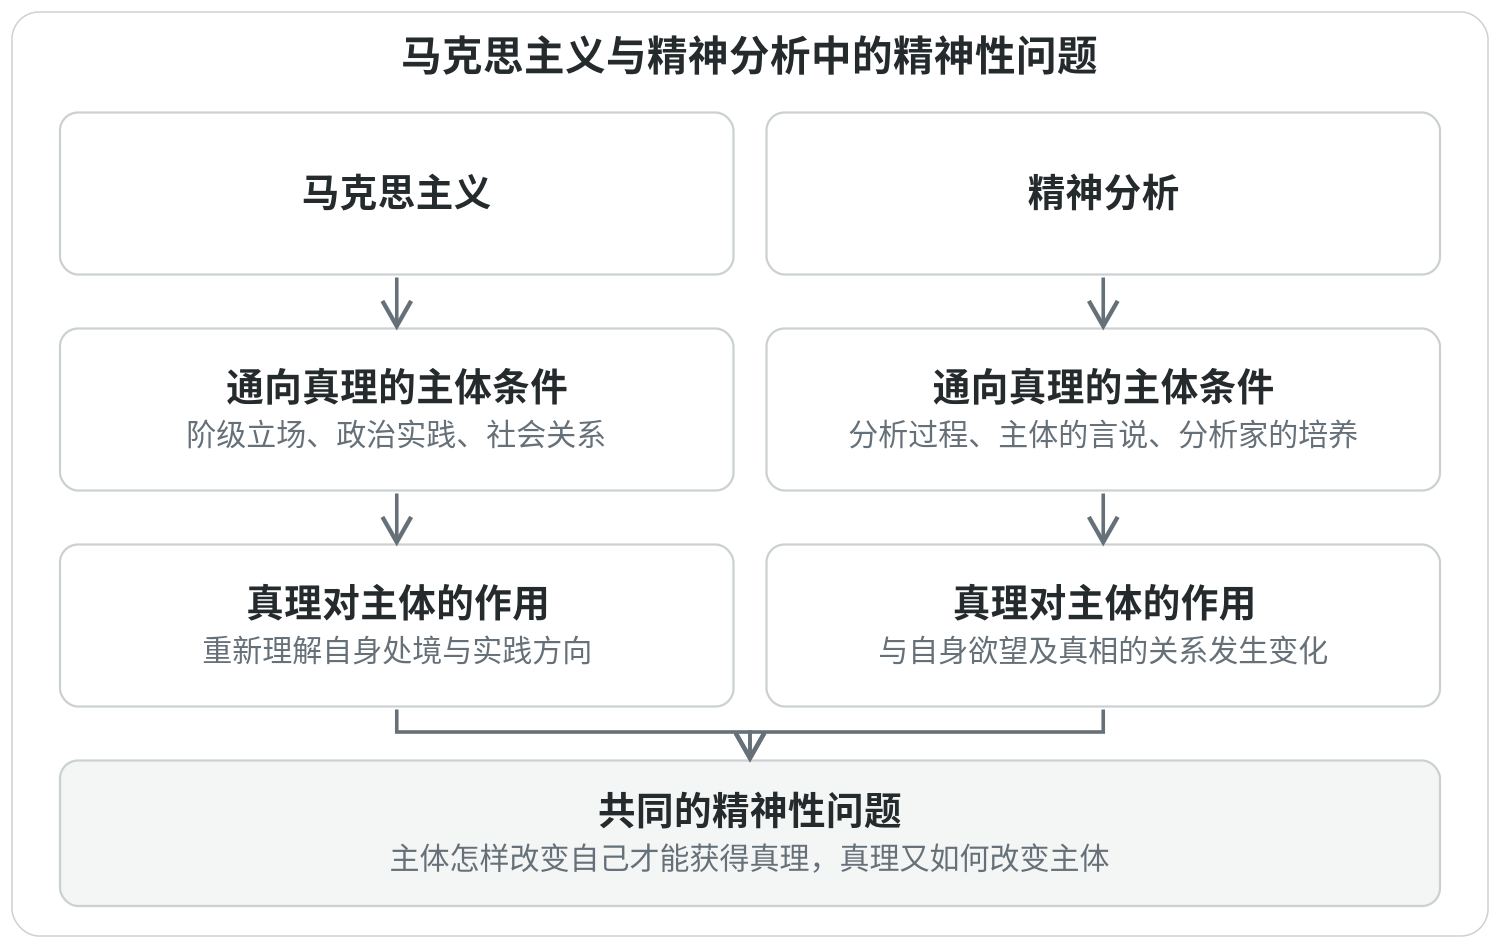 马克思主义与精神分析中的精神性问题
马克思主义
精神分析
通向真理的主体条件
阶级立场、政治实践、社会关系
通向真理的主体条件
分析过程、主体的言说、分析家的培养
真理对主体的作用
重新理解自身处境与实践方向
真理对主体的作用
与自身欲望及真相的关系发生变化
共同的精神性问题
主体怎样改变自己才能获得真理，真理又如何改变主体